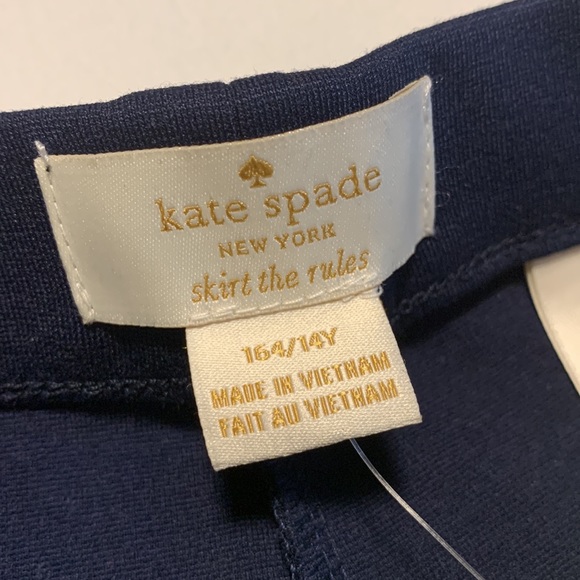 kate spade
NEW YORK
skirt the rules
164/14Y
MADE IN VIETNAM
FAIT AU VIETNAM